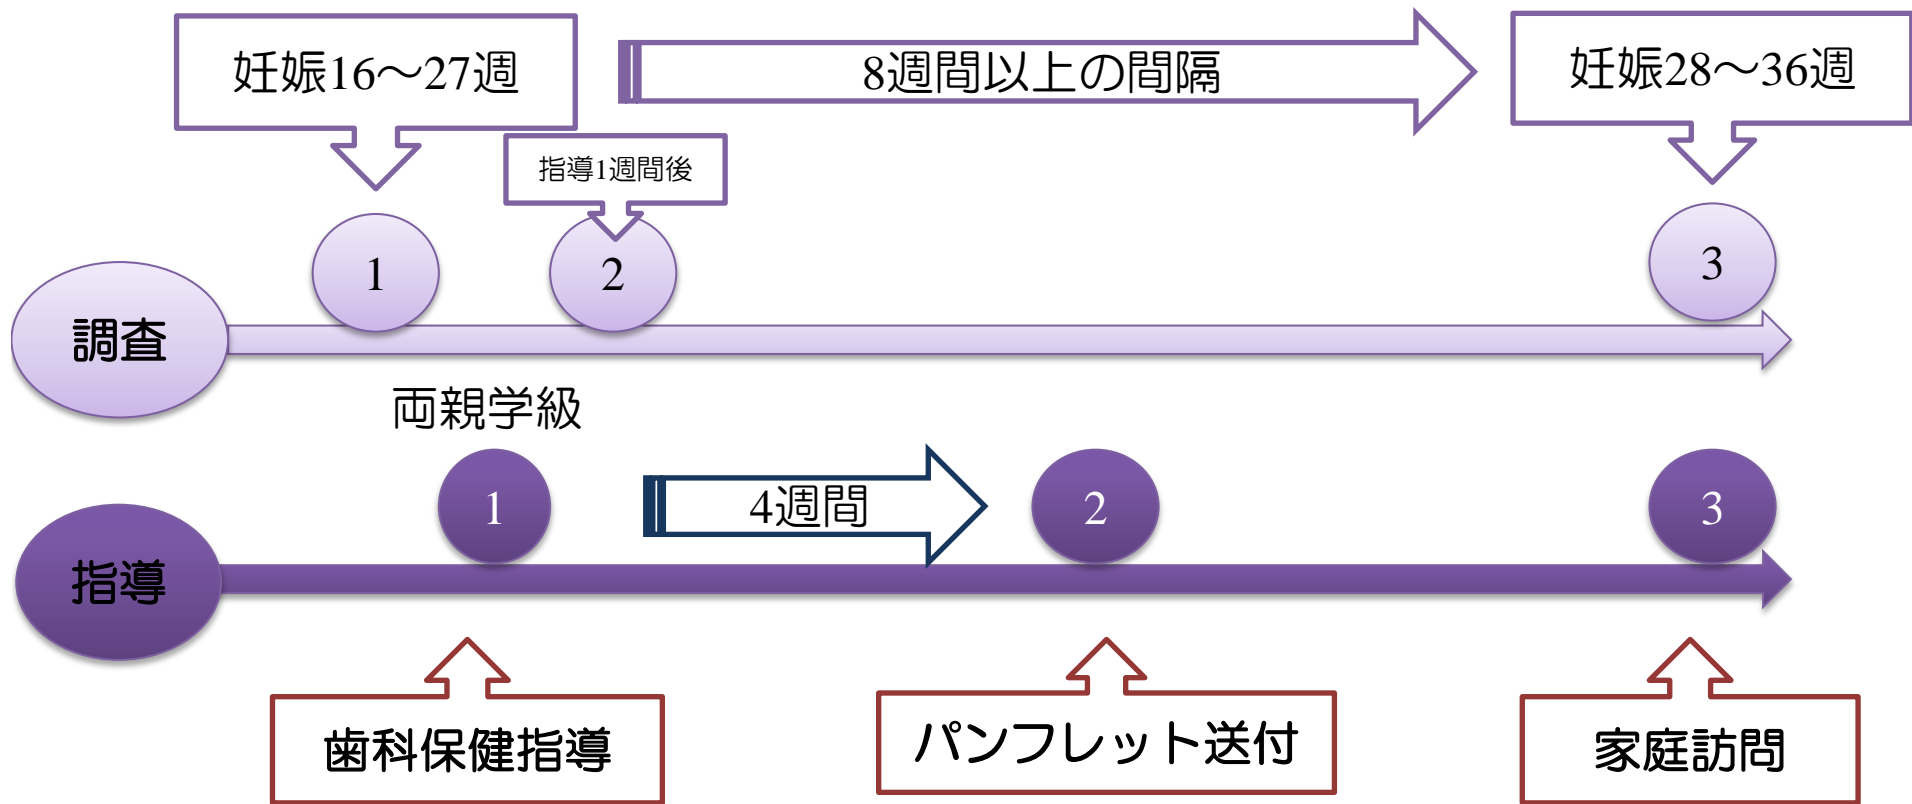 妊娠16～27週
8週間以上の間隔
妊娠28～36週
指導1週間後
1
2
3
調査
両親学級
1
4週間
2
3
指導
歯科保健指導
パンフレット送付
家庭訪問